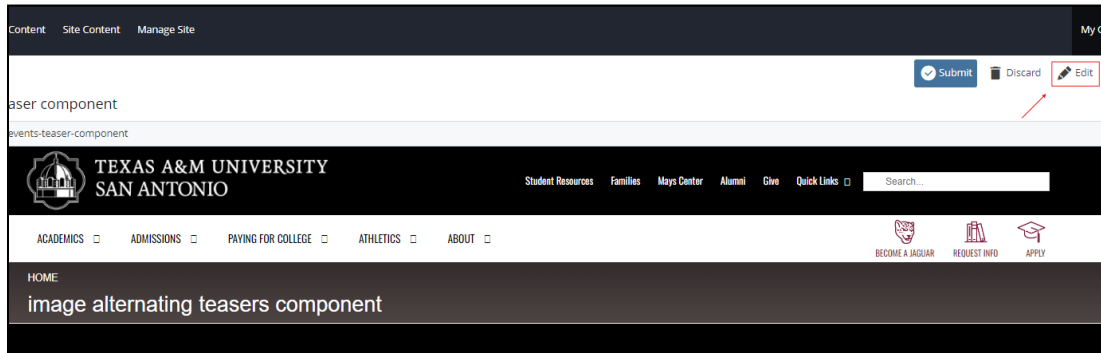 Content Site Content Manage Site My
Submit Discard Edit
aser component
events-teaser-component
TEXAS A&M UNIVERSITY
SAN ANTONIO
Student Resources Families Mays Center Alumni Give Quick Links Search...
ACADEMICS ADMISSIONS PAYING FOR COLLEGE ATHLETICS ABOUT
BECOME A JAGUAR REQUEST INFO APPLY
HOME
image alternating teasers component